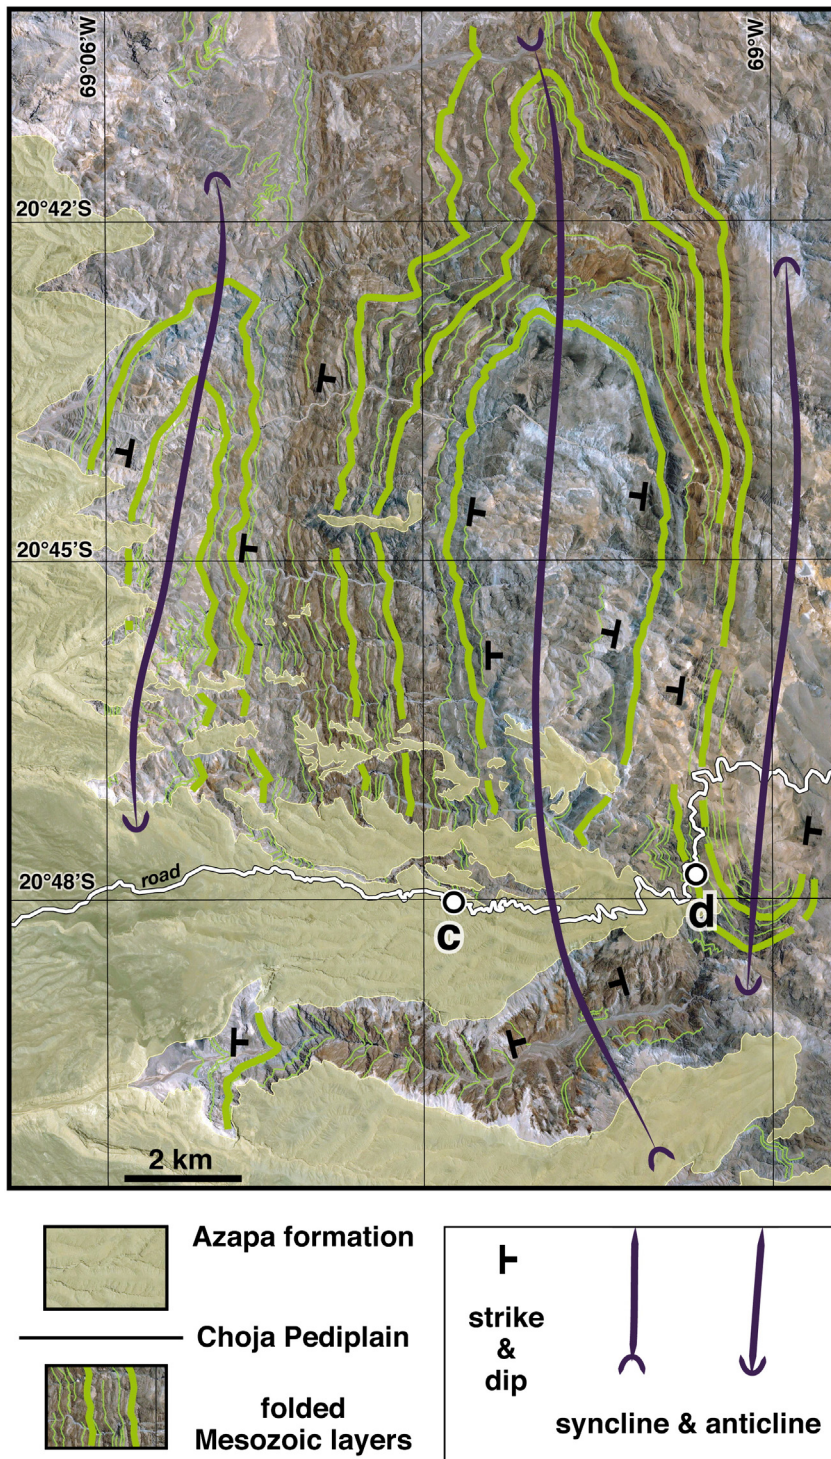 69°06’W
69°W
20°42’S
20°45’S
20°48’S
road
c
d
2 km
Azapa formation
Choja Pediplain
folded
Mesozoic layers
strike
&
dip
syncline & anticline